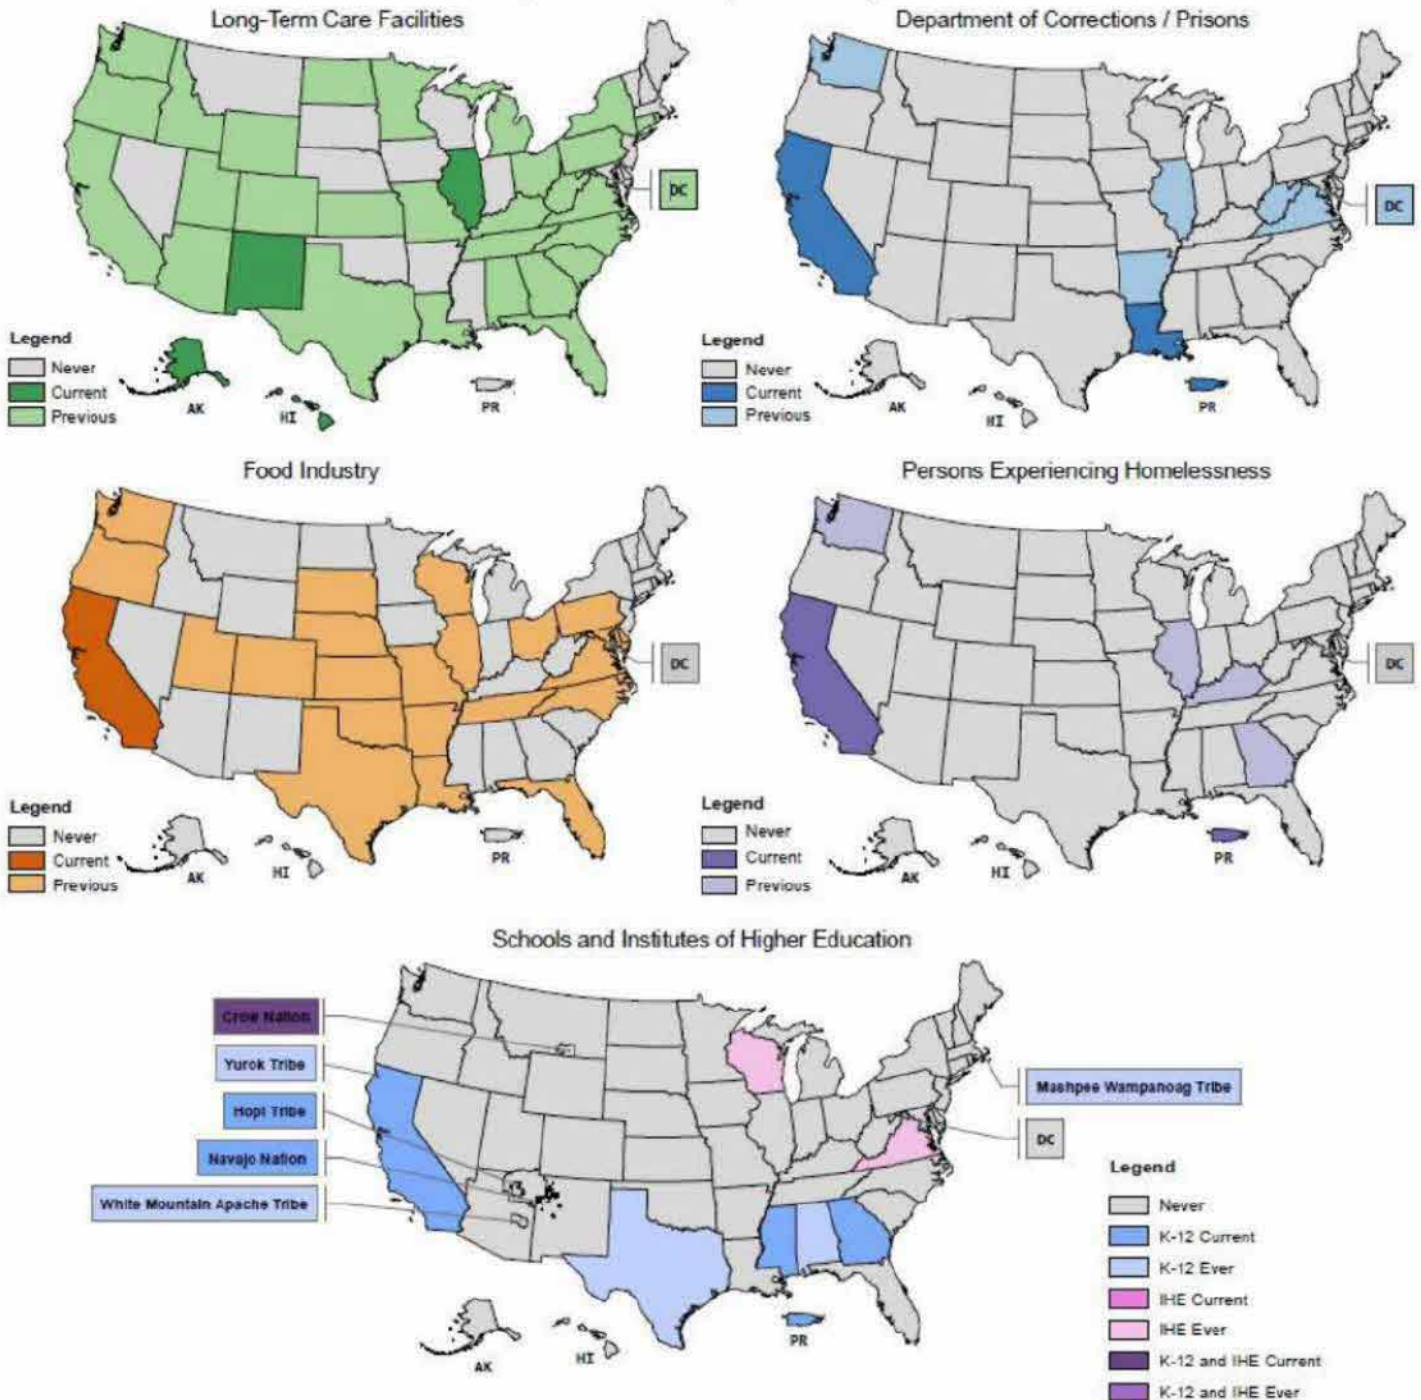 Long-Term Care Facilities
DC
Legend
Never
Current
Previous
AK
HI
PR
Department of Corrections / Prisons
DC
Legend
Never
Current
Previous
AK
HI
PR
Food Industry
DC
Legend
Never
Current
Previous
AK
HI
PR
Persons Experiencing Homelessness
DC
Legend
Never
Current
Previous
AK
HI
PR
Schools and Institutes of Higher Education
Crow Nation
Yurok Tribe
Hopi Tribe
Navajo Nation
White Mountain Apache Tribe
Mashpee Wampanoag Tribe
DC
AK
HI
PR
Legend
Never
K-12 Current
K-12 Ever
IHE Current
IHE Ever
K-12 and IHE Current
K-12 and IHE Ever